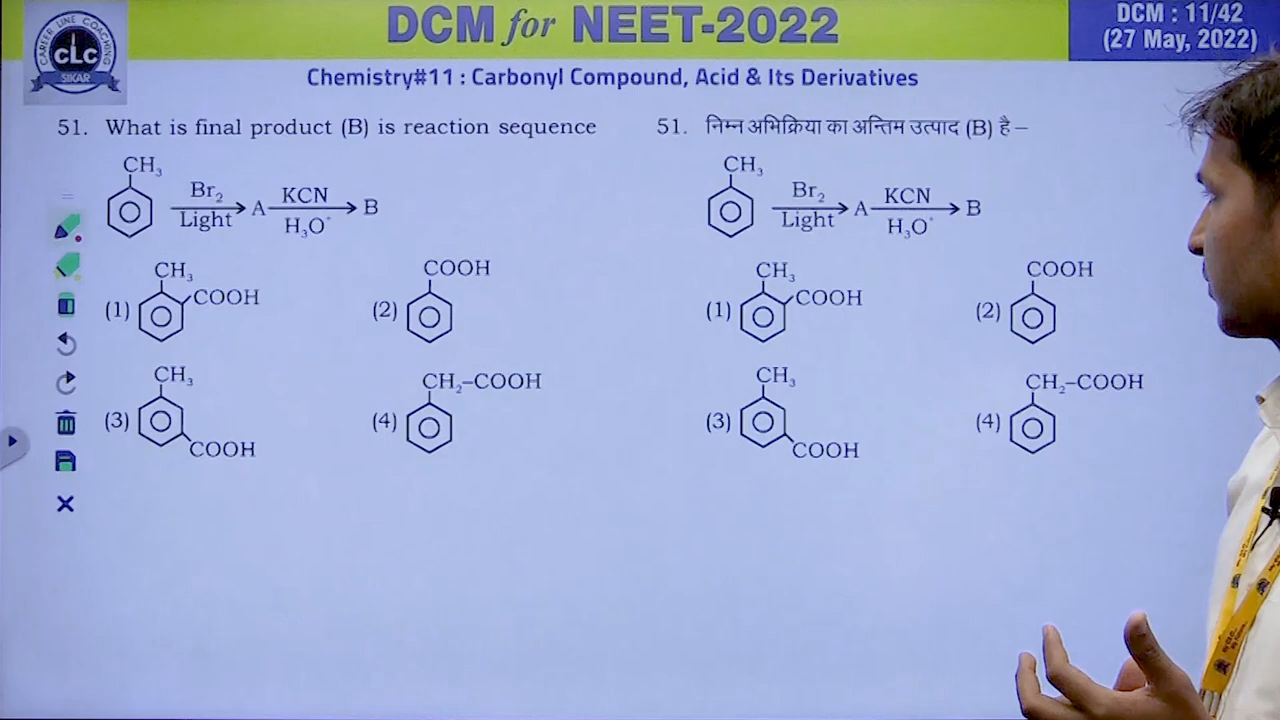 DCM for NEET-2022
DCM : 11/42
(27 May, 2022)
CAREER LINE COACHING
CLC
SIKAR
Chemistry#11 : Carbonyl Compound, Acid & Its Derivatives
51. What is final product (B) is reaction sequence
CH₃
Br₂
Light
A
KCN
H₃O⁺
B
(1)
CH₃
COOH
(2)
COOH
(3)
CH₃
COOH
(4)
CH₂–COOH
51. निम्न अभिक्रिया का अन्तिम उत्पाद (B) है –
CH₃
Br₂
Light
A
KCN
H₃O⁺
B
(1)
CH₃
COOH
(2)
COOH
(3)
CH₃
COOH
(4)
CH₂–COOH